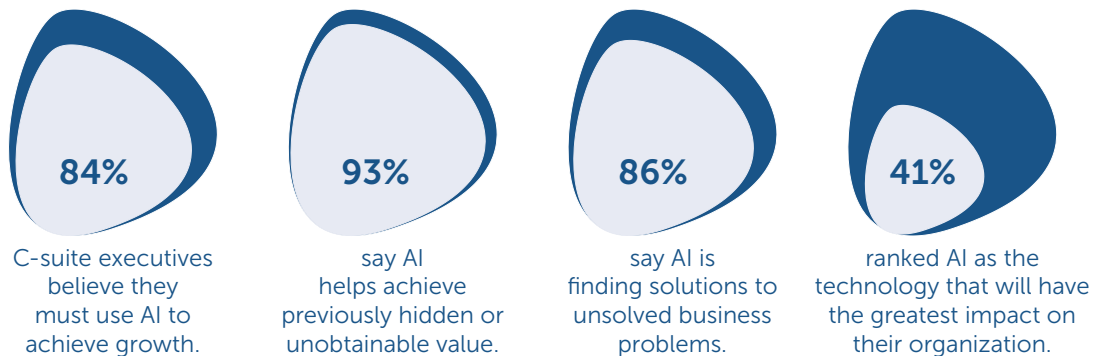 84%
C-suite executives
believe they
must use AI to
achieve growth.
93%
say AI
helps achieve
previously hidden or
unobtainable value.
86%
say AI is
finding solutions to
unsolved business
problems.
41%
ranked AI as the
technology that will have
the greatest impact on
their organization.